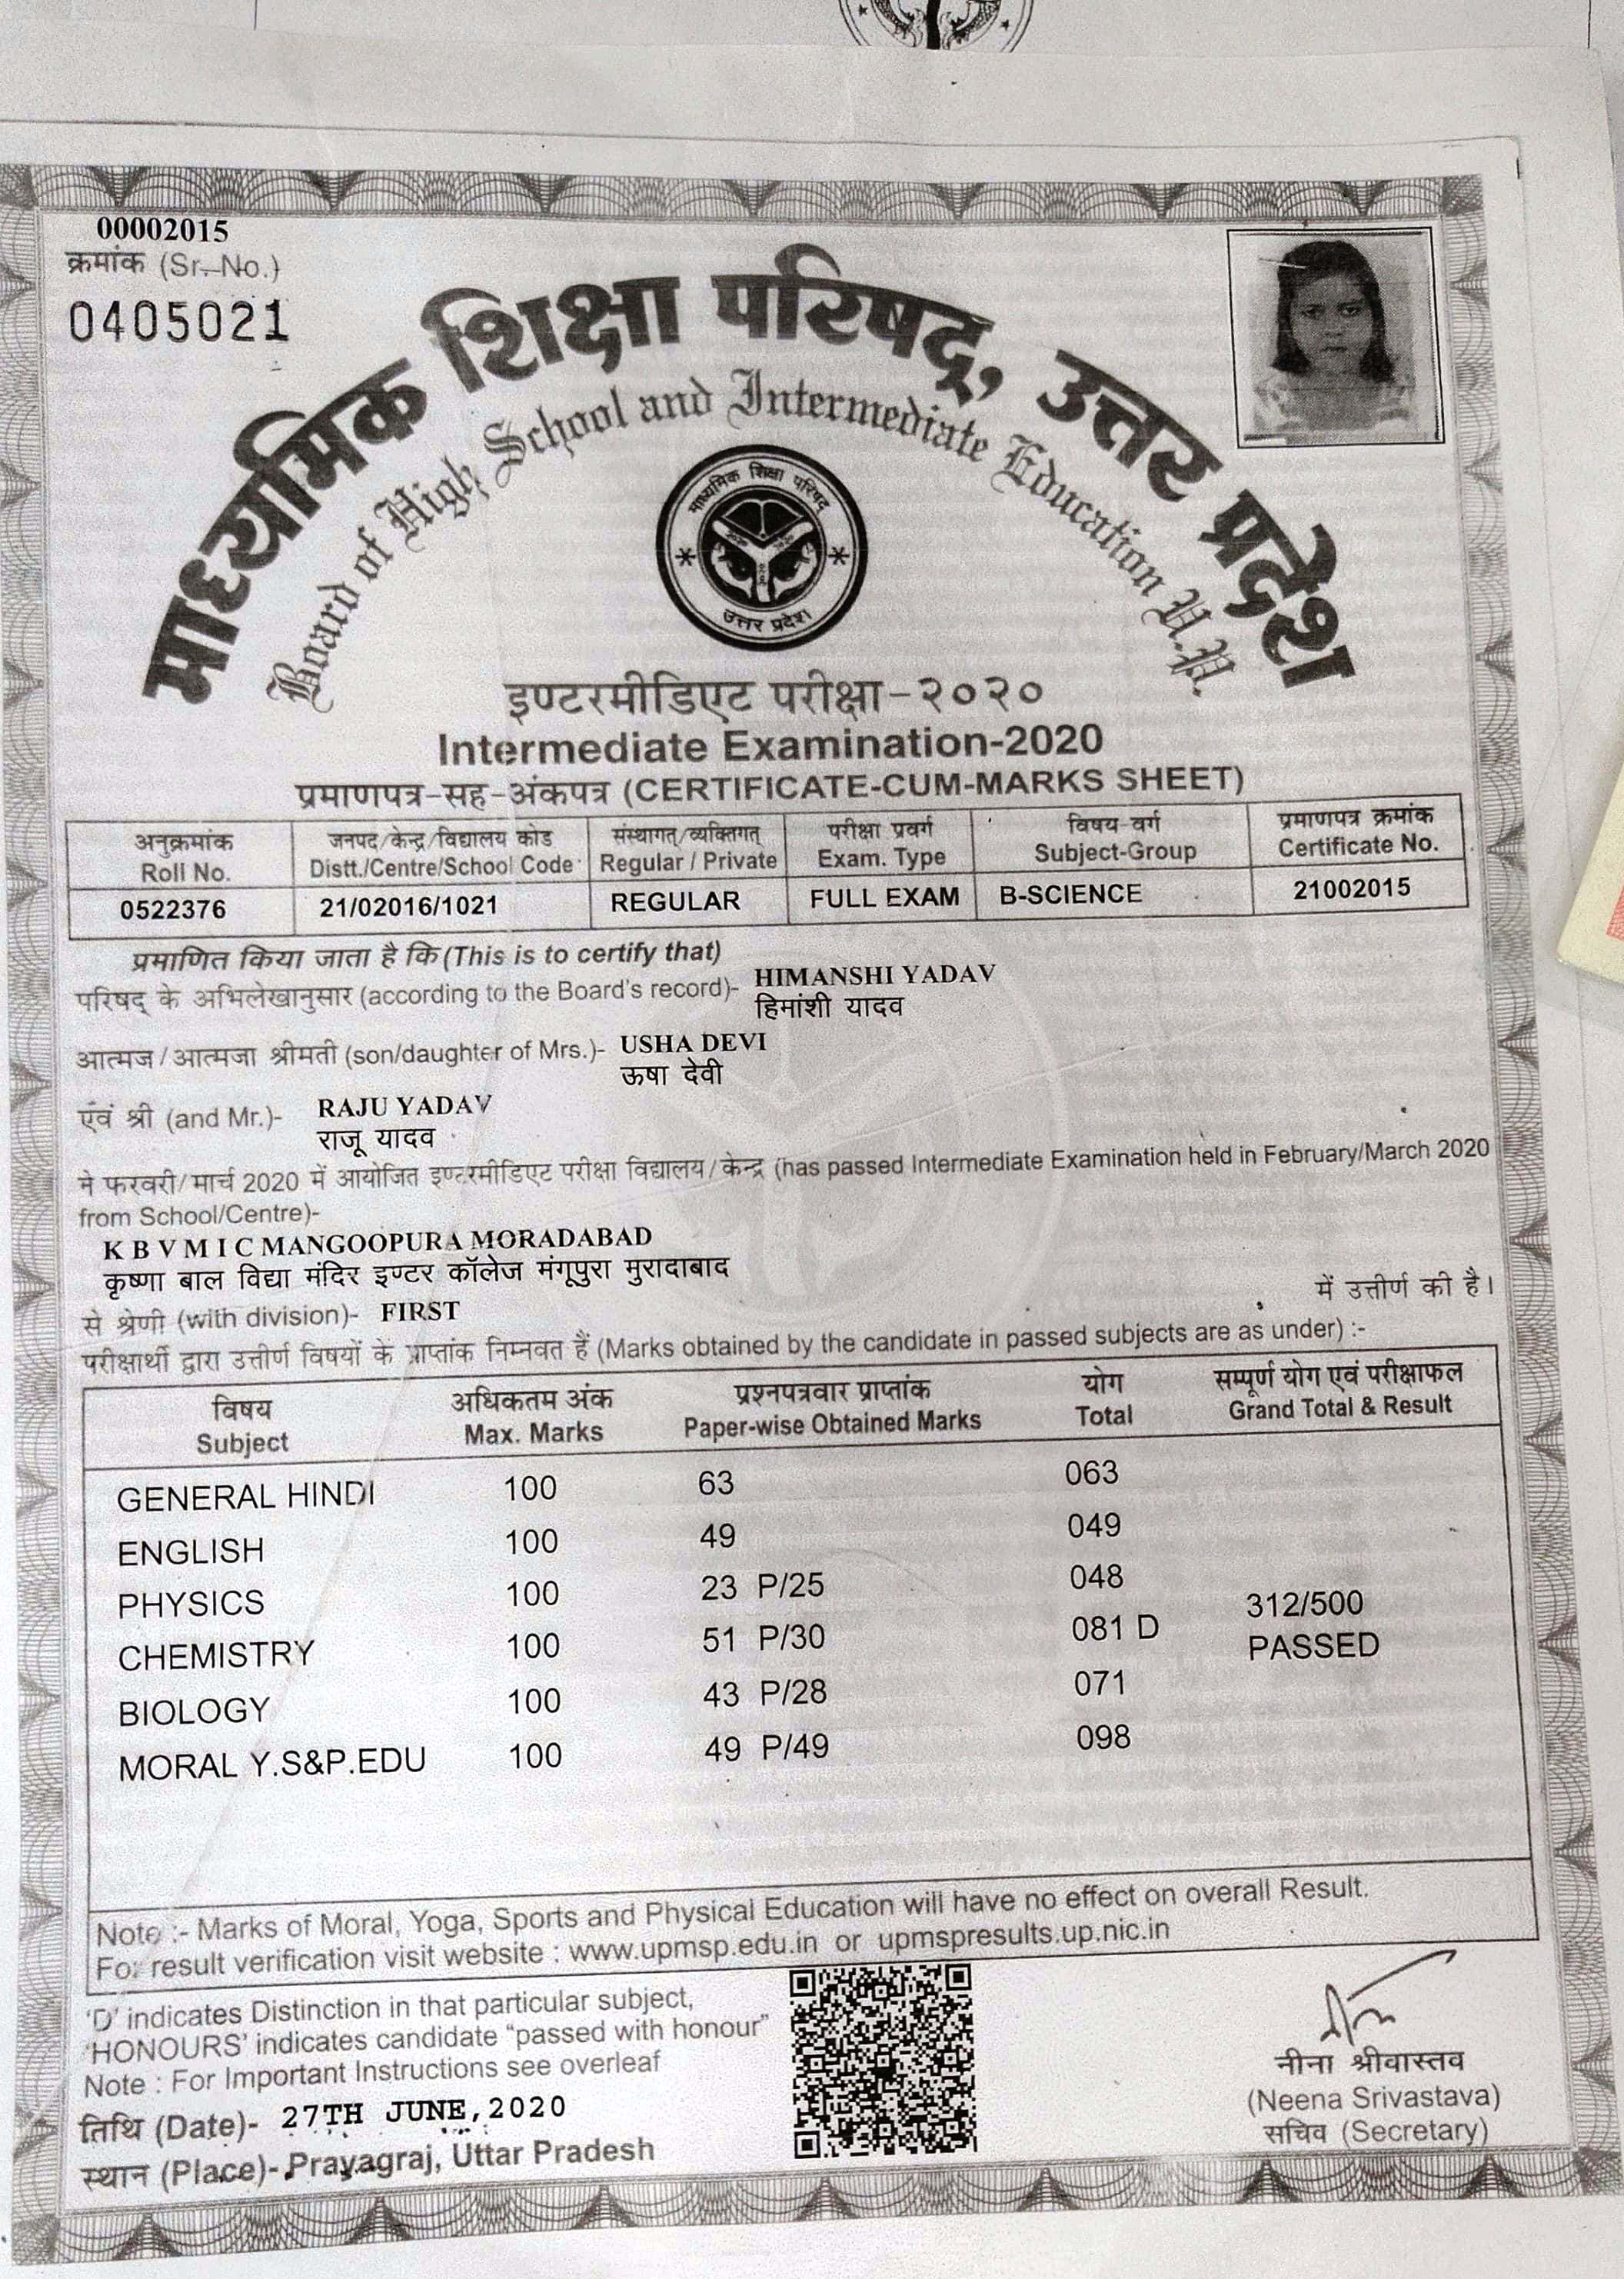 00002015
क्रमांक (Sr. No.)
0405021
माध्यमिक शिक्षा परिषद्, उत्तर प्रदेश
Board of High School and Intermediate Education U.P.
माध्यमिक शिक्षा परिषद
उत्तर प्रदेश
इण्टरमीडिएट परीक्षा-२०२०
Intermediate Examination-2020
प्रमाणपत्र-सह-अंकपत्र (CERTIFICATE-CUM-MARKS SHEET)
अनुक्रमांक जनपद/केन्द्र/विद्यालय कोड संस्थागत/व्यक्तिगत् परीक्षा प्रवर्ग विषय-वर्ग प्रमाणपत्र क्रमांक
Roll No. Distt./Centre/School Code Regular / Private Exam. Type Subject-Group Certificate No.
0522376 21/02016/1021 REGULAR FULL EXAM B-SCIENCE 21002015
प्रमाणित किया जाता है कि (This is to certify that)
परिषद् के अभिलेखानुसार (according to the Board's record)- HIMANSHI YADAV
हिमांशी यादव
आत्मज/आत्मजा श्रीमती (son/daughter of Mrs.)- USHA DEVI
ऊषा देवी
एवं श्री (and Mr.)- RAJU YADAV
राजू यादव
ने फरवरी/मार्च 2020 में आयोजित इण्टरमीडिएट परीक्षा विद्यालय/केन्द्र (has passed Intermediate Examination held in February/March 2020
from School/Centre)-
K B V M I C MANGOOPURA MORADABAD
कृष्णा बाल विद्या मंदिर इण्टर कॉलेज मंगूपुरा मुरादाबाद
से श्रेणी (with division)- FIRST में उत्तीर्ण की है।
परीक्षार्थी द्वारा उत्तीर्ण विषयों के प्राप्तांक निम्नवत हैं (Marks obtained by the candidate in passed subjects are as under) :-
विषय अधिकतम अंक प्रश्नपत्रवार प्राप्तांक योग सम्पूर्ण योग एवं परीक्षाफल
Subject Max. Marks Paper-wise Obtained Marks Total Grand Total & Result
GENERAL HINDI 100 63 063
ENGLISH 100 49 049
PHYSICS 100 23 P/25 048 312/500
CHEMISTRY 100 51 P/30 081 D PASSED
BIOLOGY 100 43 P/28 071
MORAL Y.S&P.EDU 100 49 P/49 098
Note :- Marks of Moral, Yoga, Sports and Physical Education will have no effect on overall Result.
For result verification visit website : www.upmsp.edu.in or upmspresults.up.nic.in
'D' indicates Distinction in that particular subject,
'HONOURS' indicates candidate "passed with honour"
Note : For Important Instructions see overleaf
तिथि (Date)- 27TH JUNE,2020
स्थान (Place)- Prayagraj, Uttar Pradesh
नीना श्रीवास्तव
(Neena Srivastava)
सचिव (Secretary)